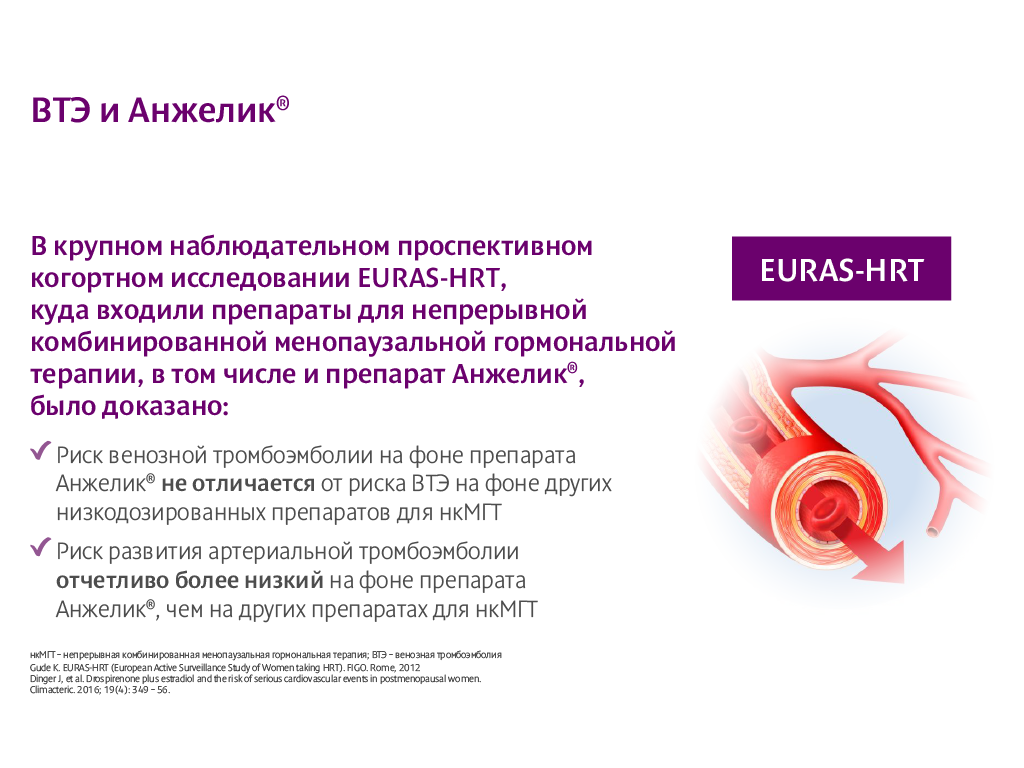 ВТЭ и Анжелик®
В крупном наблюдательном проспективном
когортном исследовании EURAS-HRT,
куда входили препараты для непрерывной
комбинированной менопаузальной гормональной
терапии, в том числе и препарат Анжелик®,
было доказано:
EURAS-HRT
Риск венозной тромбоэмболии на фоне препарата
Анжелик® не отличается от риска ВТЭ на фоне других
низкодозированных препаратов для нкМГТ
Риск развития артериальной тромбоэмболии
отчетливо более низкий на фоне препарата
Анжелик®, чем на других препаратах для нкМГТ
нкМГТ – непрерывная комбинированная менопаузальная гормональная терапия; ВТЭ – венозная тромбоэмболия
Gude K. EURAS-HRT (European Active Surveillance Study of Women taking HRT). FIGO. Rome, 2012
Dinger J, et al. Drospirenone plus estradiol and the risk of serious cardiovascular events in postmenopausal women.
Climacteric. 2016; 19(4): 349 – 56.